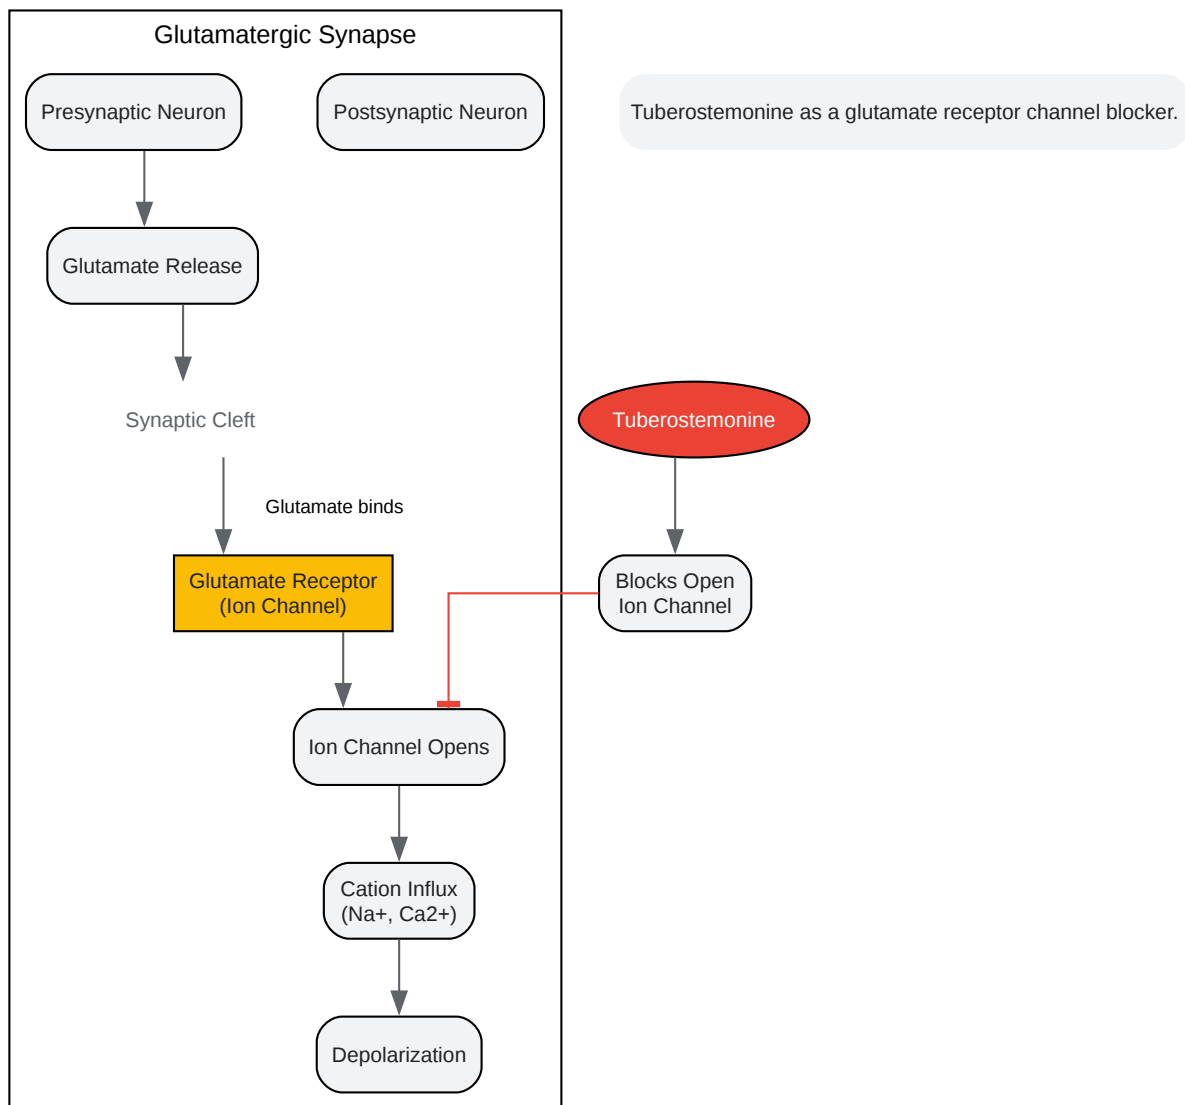 Glutamatergic Synapse
Presynaptic Neuron
Postsynaptic Neuron
Tuberostemonine as a glutamate receptor channel blocker.
Glutamate Release
Synaptic Cleft
Tuberostemonine
Glutamate binds
Glutamate Receptor
(Ion Channel)
Blocks Open
Ion Channel
Ion Channel Opens
Cation Influx
(Na+, Ca2+)
Depolarization